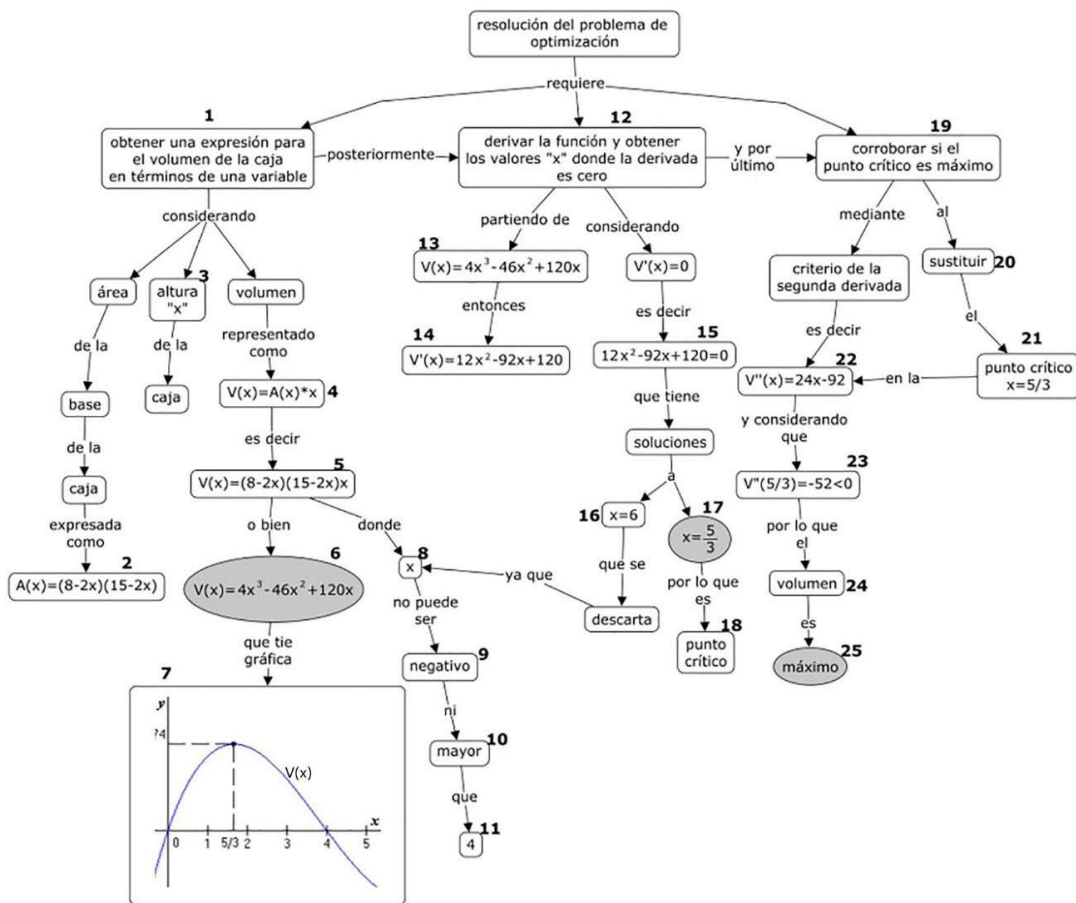 resolución del problema de
optimización
requiere
1
obtener una expresión para
el volumen de la caja
en términos de una variable
posteriormente
12
derivar la función y obtener
los valores "x" donde la derivada
es cero
y por
último
19
corroborar si el
punto crítico es máximo
considerando
área
de la
base
de la
caja
expresada
como
2
A(x)=(8-2x)(15-2x)
3
altura
"x"
de la
caja
volumen
representado
como
V(x)=A(x)*x 4
es decir
5
V(x)=(8-2x)(15-2x)x
o bien
6
V(x)=4x³-46x²+120x
que tie
gráfica
7
y
?4
V(x)
x
0 1 5/3 2 3 4 5
donde
8
x
no puede
ser
negativo 9
ni
mayor 10
que
4 11
partiendo de
13
V(x)=4x³-46x²+120x
entonces
14
V'(x)=12x²-92x+120
considerando
V'(x)=0
es decir
15
12x²-92x+120=0
que tiene
soluciones
a
16 x=6
que se
descarta
ya que
17
x=5/3
por lo que
es
18
punto
crítico
mediante
criterio de la
segunda derivada
es decir
22
V''(x)=24x-92
al
sustituir 20
el
21
punto crítico
x=5/3
en la
y considerando
que
23
V"(5/3)=-52<0
por lo que
el
volumen 24
es
máximo 25